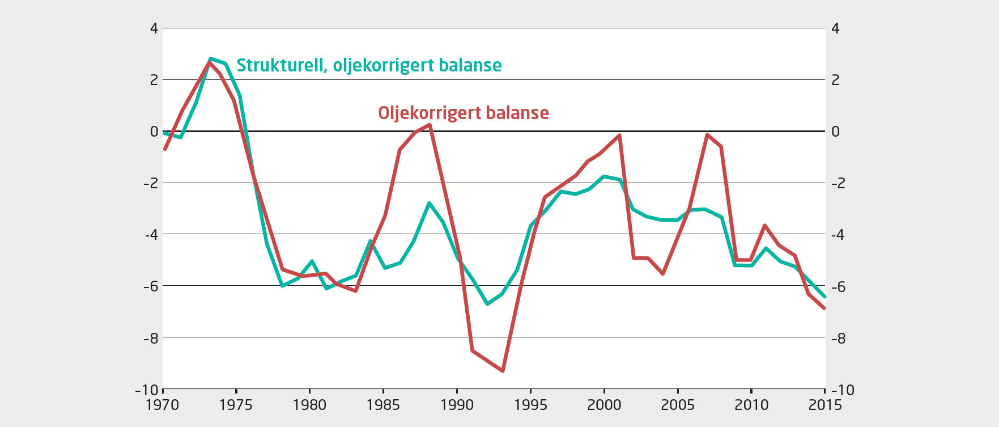 4 4
Strukturell, oljekorrigert balanse
2 2
Oljekorrigert balanse
0 0
-2 -2
-4 -4
-6 -6
-8 -8
-10 -10
1970 1975 1980 1985 1990 1995 2000 2005 2010 2015